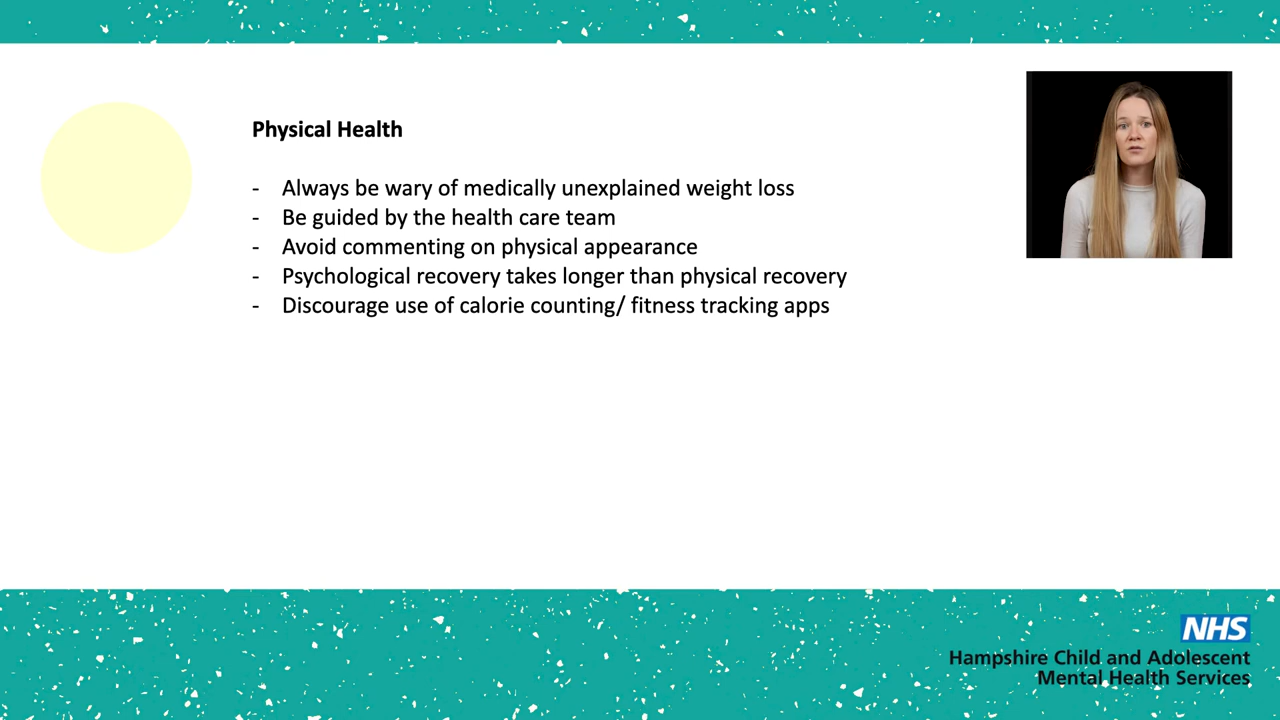 Physical Health
- Always be wary of medically unexplained weight loss
- Be guided by the health care team
- Avoid commenting on physical appearance
- Psychological recovery takes longer than physical recovery
- Discourage use of calorie counting/ fitness tracking apps
NHS
Hampshire Child and Adolescent
Mental Health Services